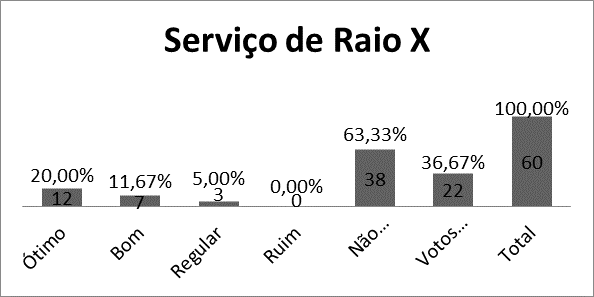 Serviço de Raio X
20,00%
12
11,67%
7
5,00%
3
0,00%
0
63,33%
38
36,67%
22
100,00%
60
Ótimo
Bom
Regular
Ruim
Não...
Votos...
Total